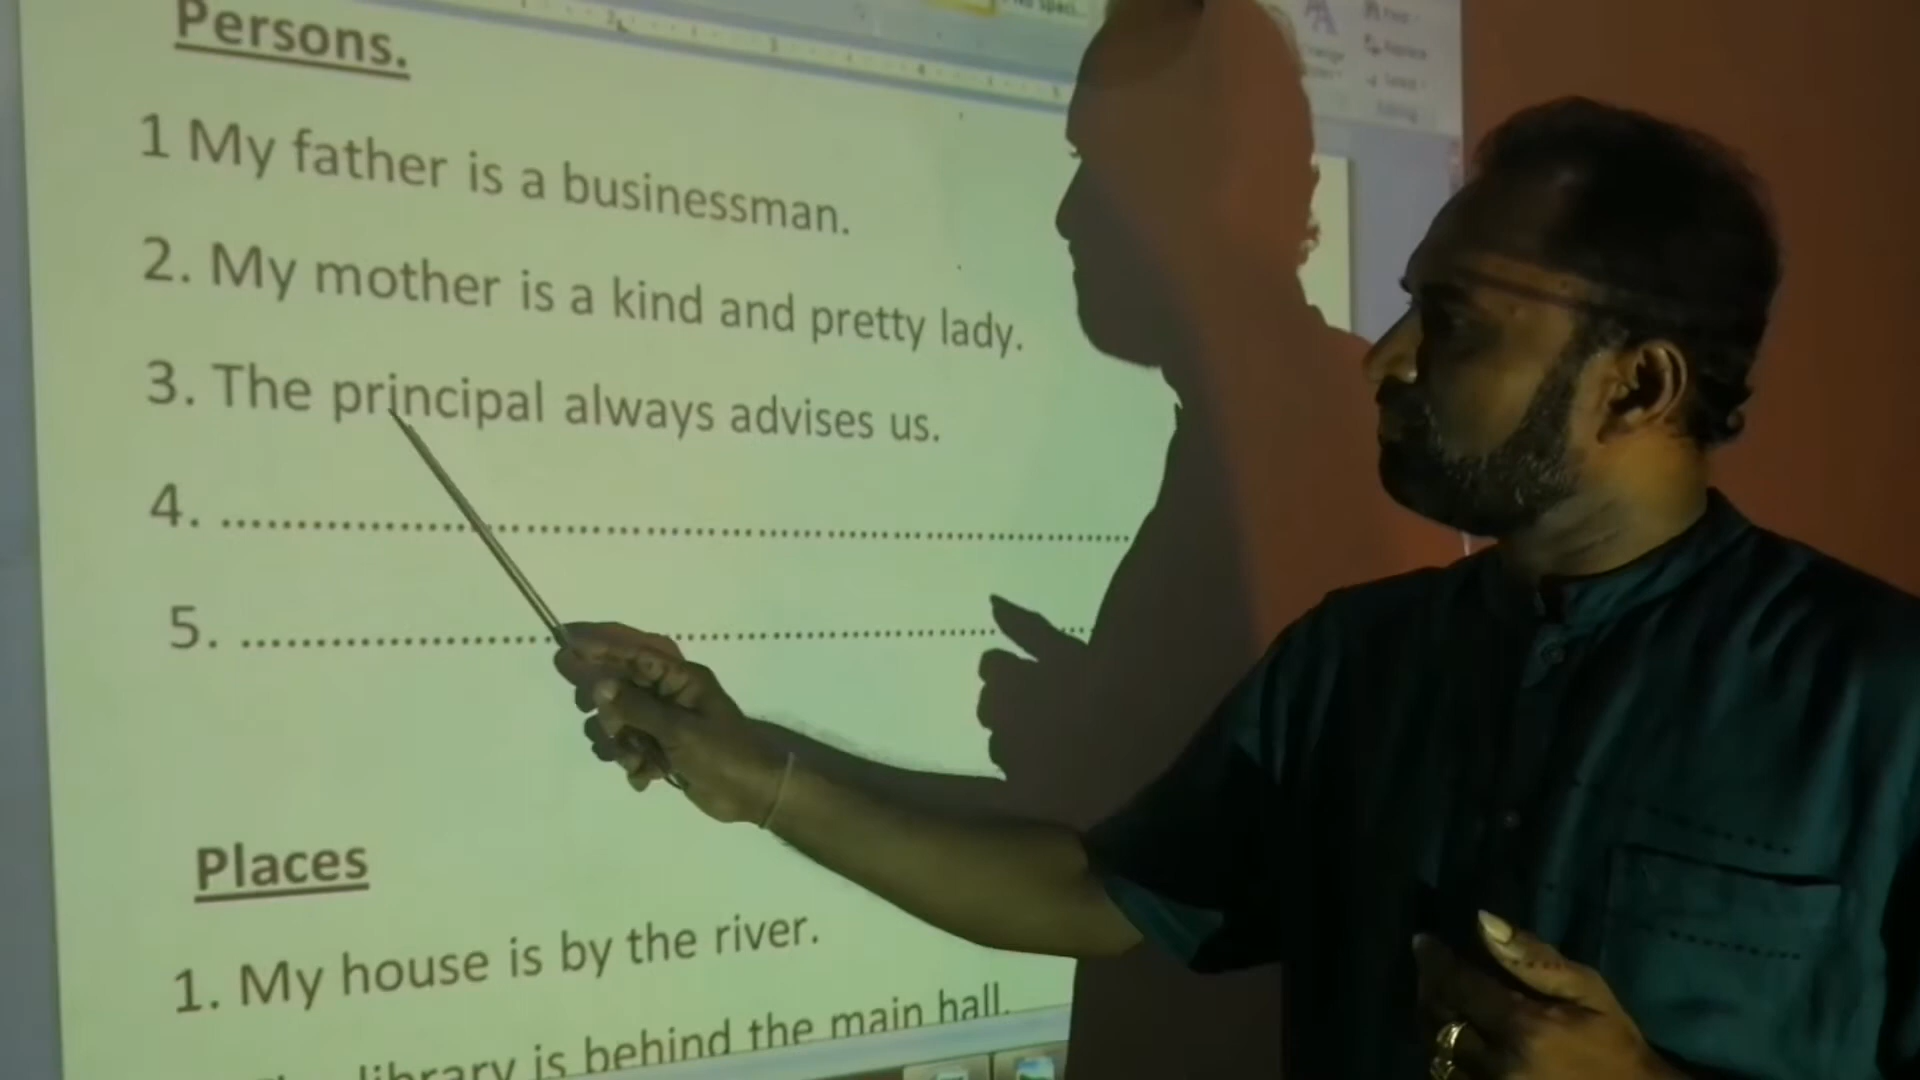 Persons.
1 My father is a businessman.
2. My mother is a kind and pretty lady.
3. The principal always advises us.
4. ........................................................................
5. ........................................................................
Places
1. My house is by the river.
library is behind the main hall.